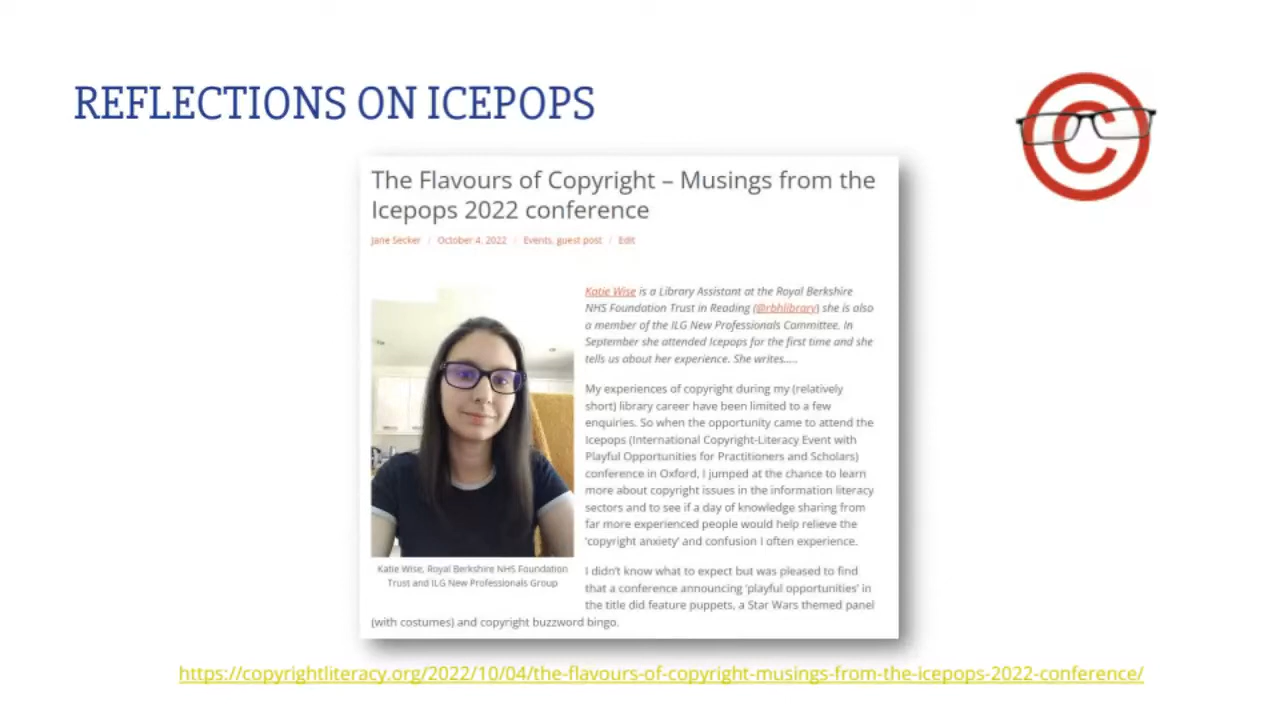 REFLECTIONS ON ICEPOPS
C
The Flavours of Copyright – Musings from the
Icepops 2022 conference
Jane Secker / October 4, 2022 / Events, guest post / Edit
Katie Wise is a Library Assistant at the Royal Berkshire
NHS Foundation Trust in Reading (@rbhlibrary) she is also
a member of the ILG New Professionals Committee. In
September she attended Icepops for the first time and she
tells us about her experience. She writes.....
My experiences of copyright during my (relatively
short) library career have been limited to a few
enquiries. So when the opportunity came to attend the
Icepops (International Copyright-Literacy Event with
Playful Opportunities for Practitioners and Scholars)
conference in Oxford, I jumped at the chance to learn
more about copyright issues in the information literacy
sectors and to see if a day of knowledge sharing from
far more experienced people would help relieve the
'copyright anxiety' and confusion I often experience.
Katie Wise, Royal Berkshire NHS Foundation
Trust and ILG New Professionals Group
I didn't know what to expect but was pleased to find
that a conference announcing 'playful opportunities' in
the title did feature puppets, a Star Wars themed panel
(with costumes) and copyright buzzword bingo.
https://copyrightliteracy.org/2022/10/04/the-flavours-of-copyright-musings-from-the-icepops-2022-conference/